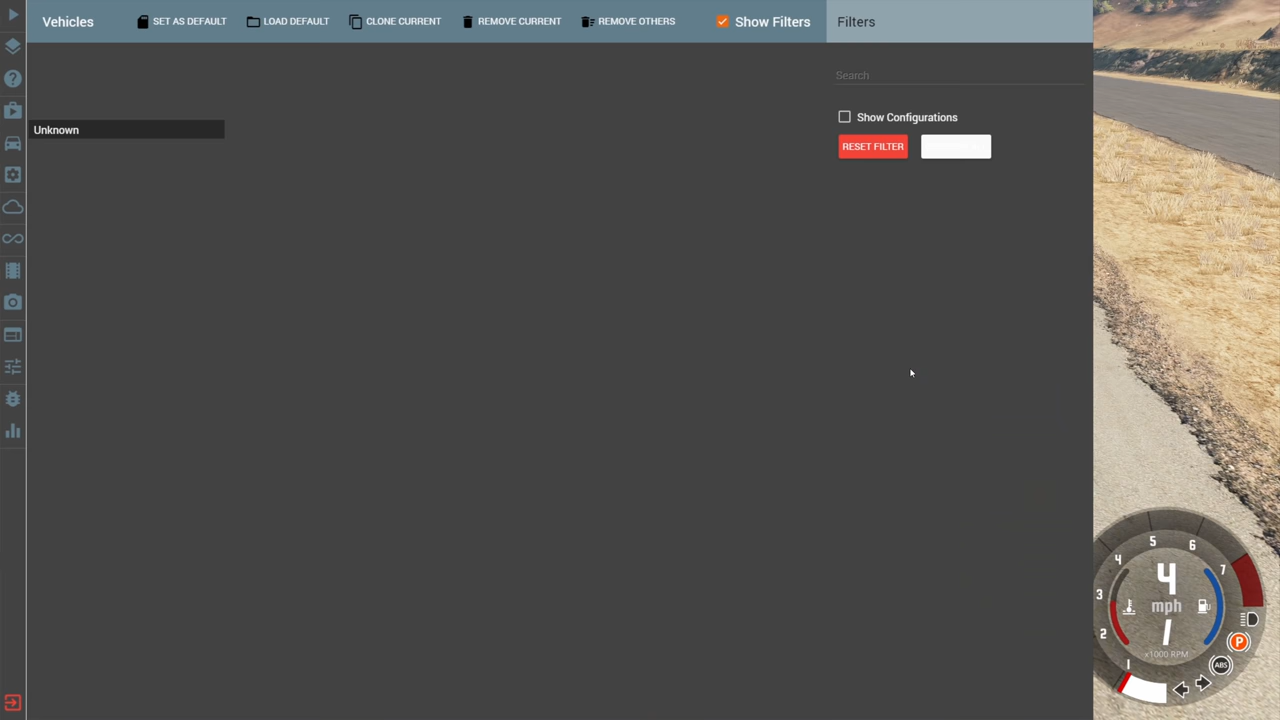 Vehicles
SET AS DEFAULT
LOAD DEFAULT
CLONE CURRENT
REMOVE CURRENT
REMOVE OTHERS
Show Filters
Filters
Search
Unknown
Show Configurations
RESET FILTER
5
4
6
3
7
2
1
4
mph
1
x1000 RPM
P
ABS